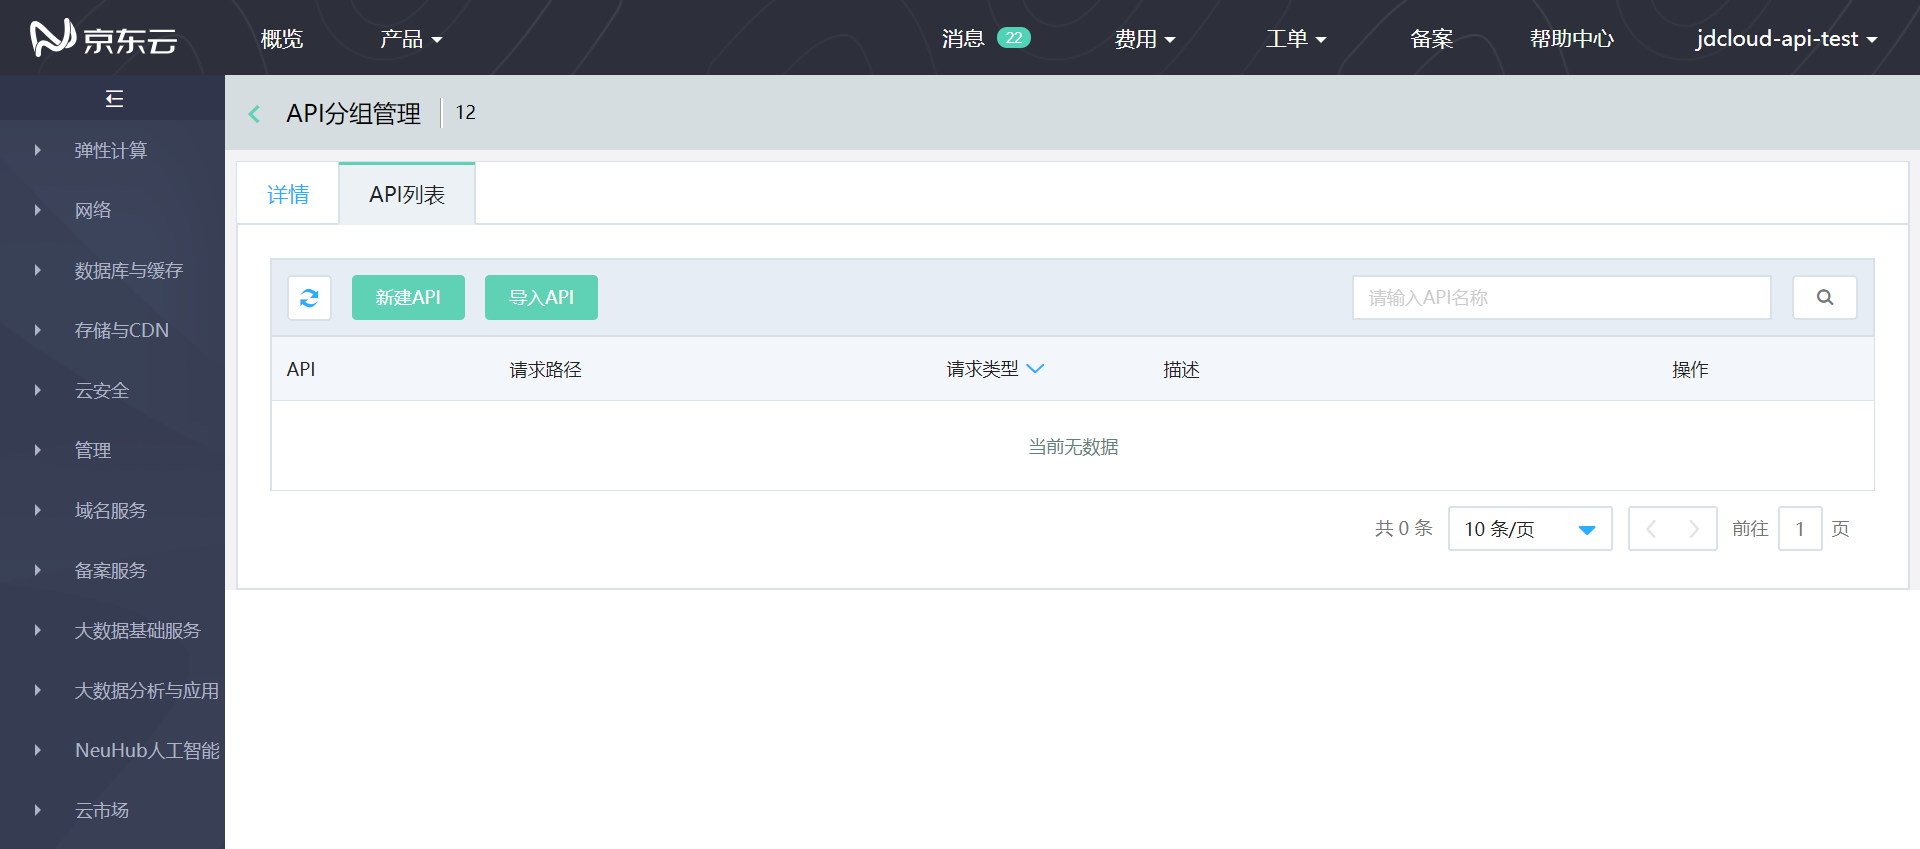 京东云 概览 产品 消息 22 费用 工单 备案 帮助中心 jdcloud-api-test
API分组管理 12
弹性计算
网络
数据库与缓存
存储与CDN
云安全
管理
域名服务
备案服务
大数据基础服务
大数据分析与应用
NeuHub人工智能
云市场
详情 API列表
新建API 导入API 请输入API名称
API 请求路径 请求类型 描述 操作
当前无数据
共 0 条 10 条/页 前往 1 页